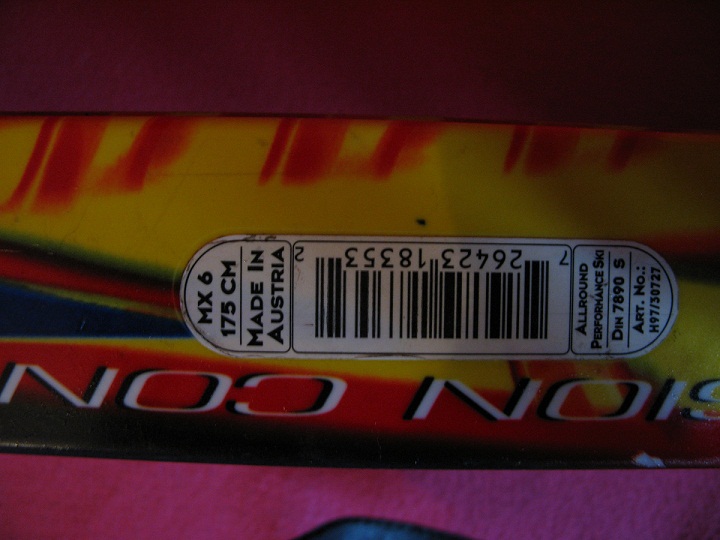 MX 6
175 CM
MADE IN
AUSTRIA
7 26423 18353 2
ALLROUND
PERFORMANCE SKI
DIN 7890 S
ART. NO.:
H97/30727
SION CON